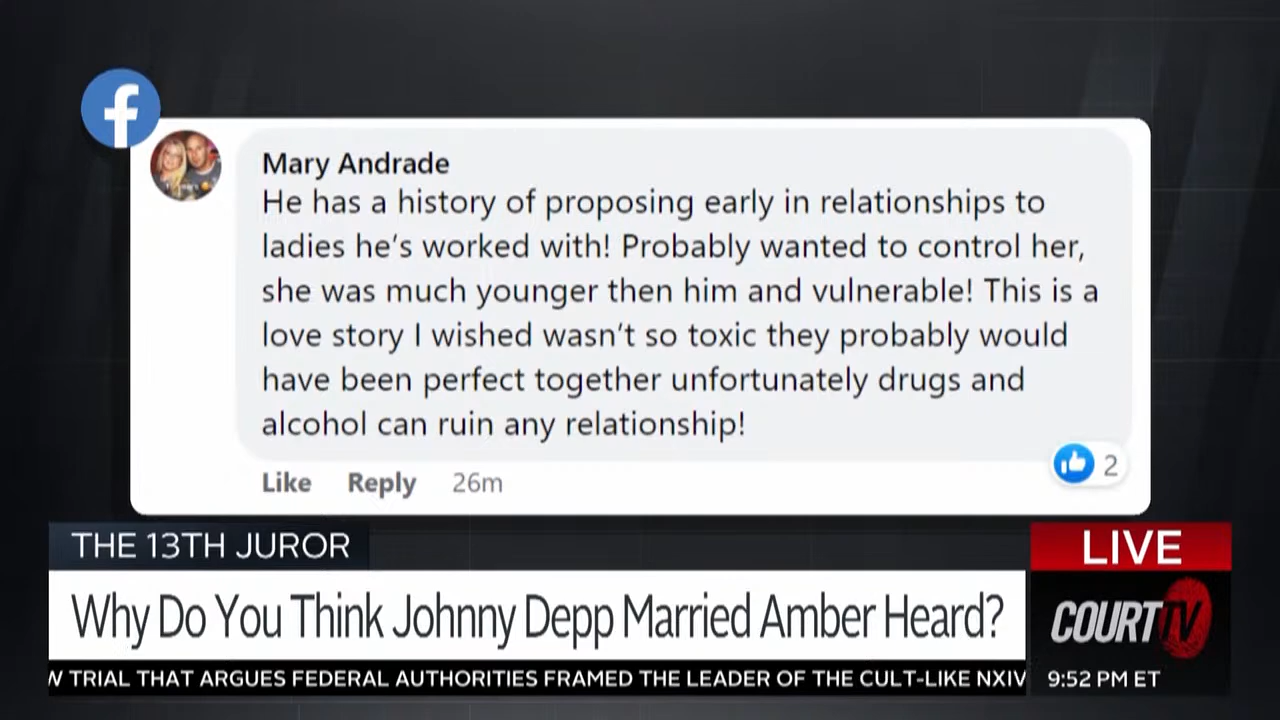 f
Mary Andrade
He has a history of proposing early in relationships to
ladies he's worked with! Probably wanted to control her,
she was much younger then him and vulnerable! This is a
love story I wished wasn't so toxic they probably would
have been perfect together unfortunately drugs and
alcohol can ruin any relationship!
2
Like Reply 26m
THE 13TH JUROR
LIVE
Why Do You Think Johnny Depp Married Amber Heard?
COURT TV
W TRIAL THAT ARGUES FEDERAL AUTHORITIES FRAMED THE LEADER OF THE CULT-LIKE NXIV
9:52 PM ET